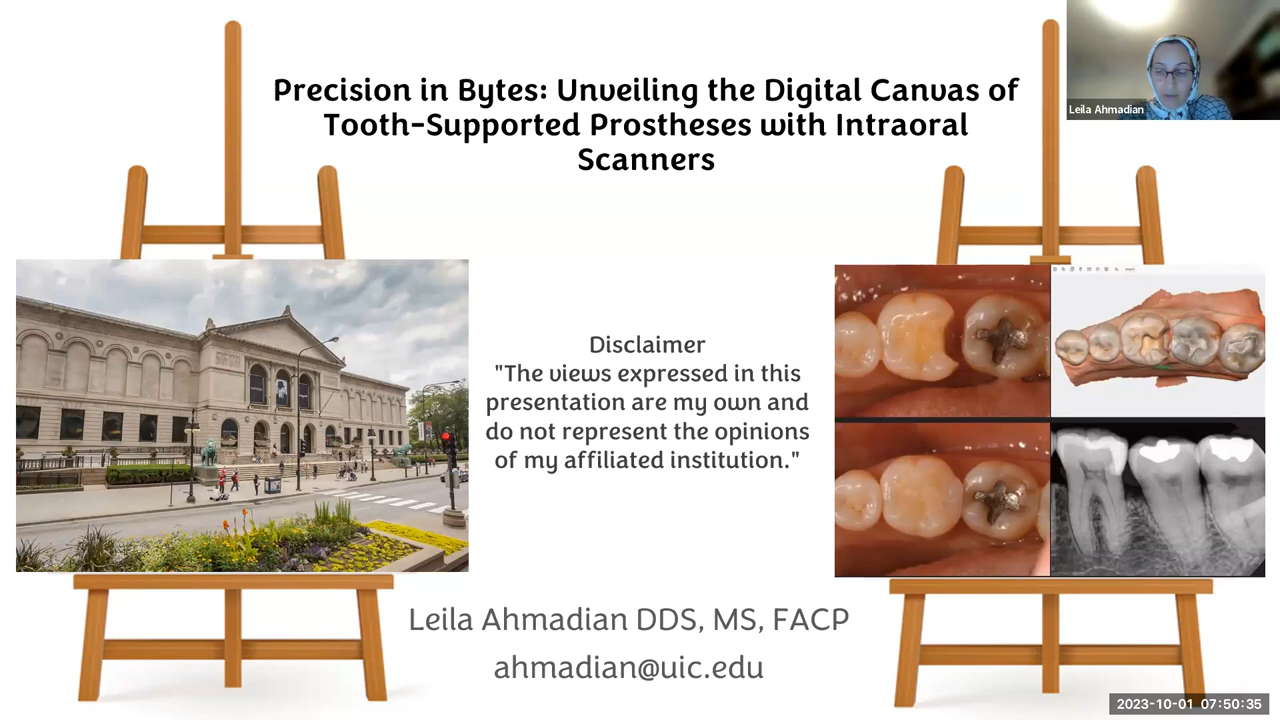 Precision in Bytes: Unveiling the Digital Canvas of
Tooth-Supported Prostheses with Intraoral
Scanners
Leila Ahmadian
Disclaimer
"The views expressed in this
presentation are my own and
do not represent the opinions
of my affiliated institution."
Leila Ahmadian DDS, MS, FACP
ahmadian@uic.edu
2023-10-01 07:50:35